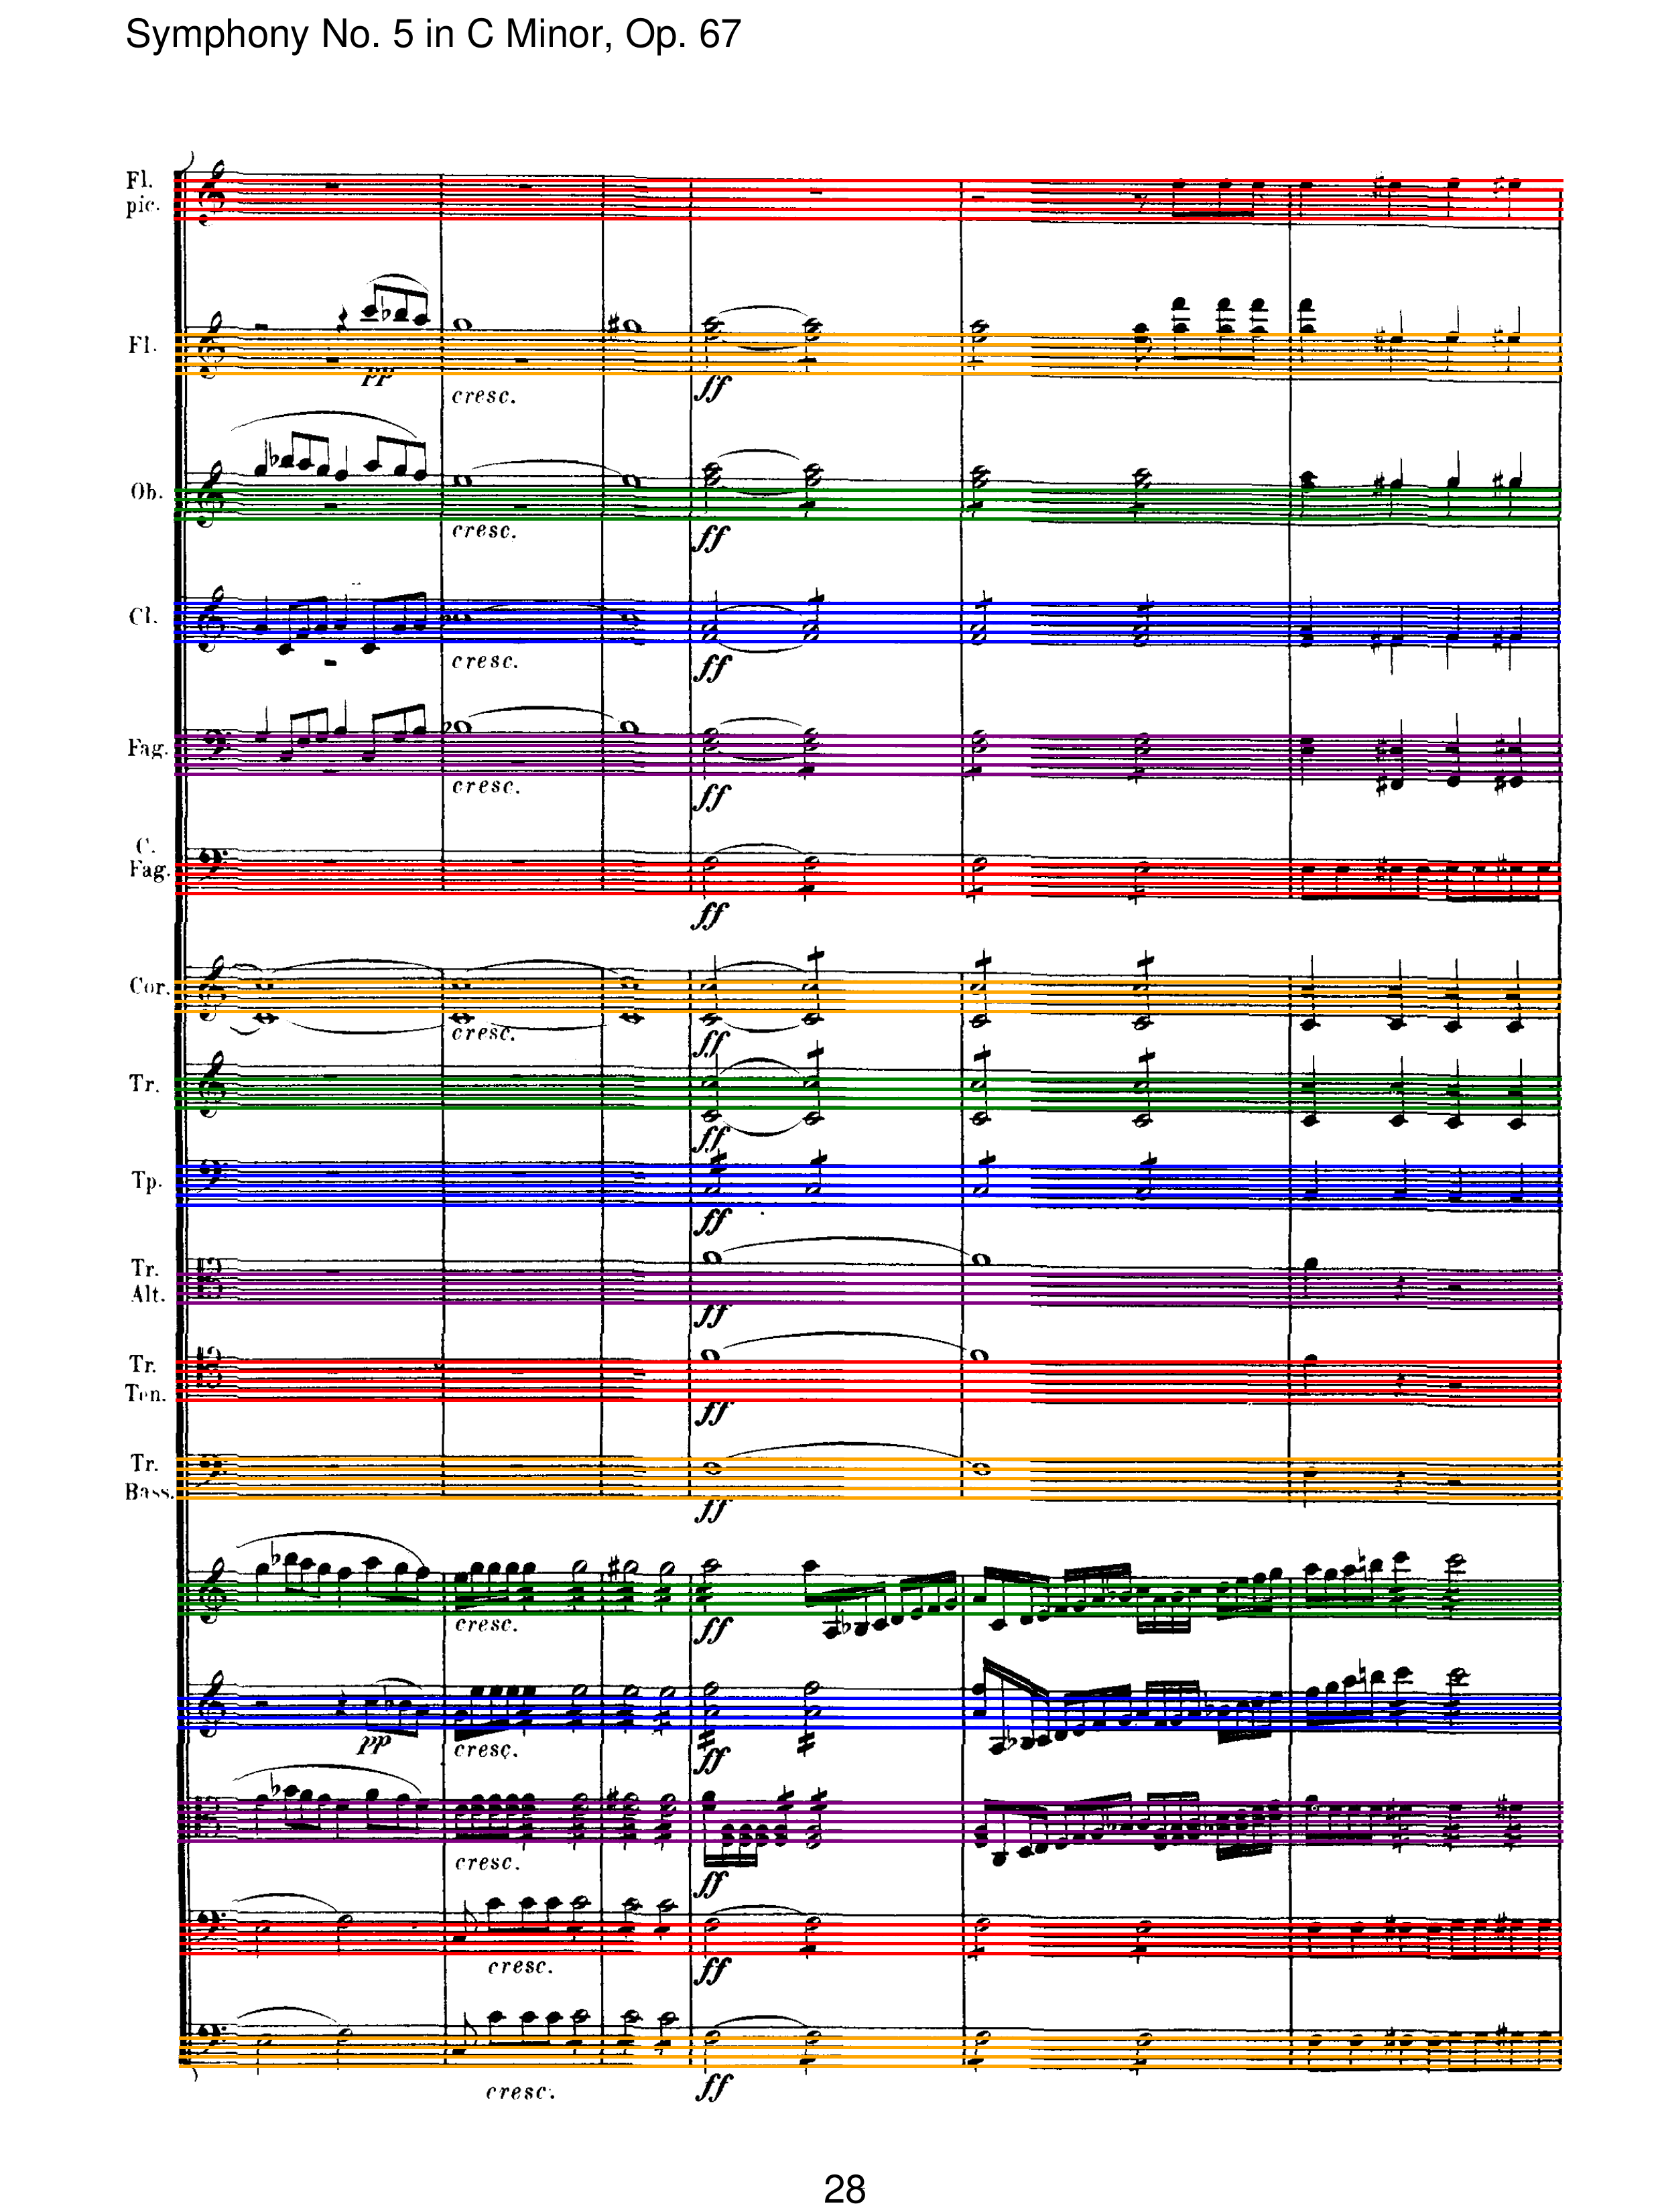 Symphony No. 5 in C Minor, Op. 67
Fl.
pic.
Fl.
pp
cresc.
ff
Ob.
cresc.
ff
Cl.
cresc.
ff
Fag.
cresc.
ff
C.
Fag.
ff
Cor.
cresc.
ff
Tr.
ff
Tp.
ff
Tr.
Alt.
ff
Tr.
Ten.
ff
Tr.
Bass.
ff
cresc.
ff
pp
cresc.
ff
cresc.
ff
cresc.
ff
cresc.
ff
28